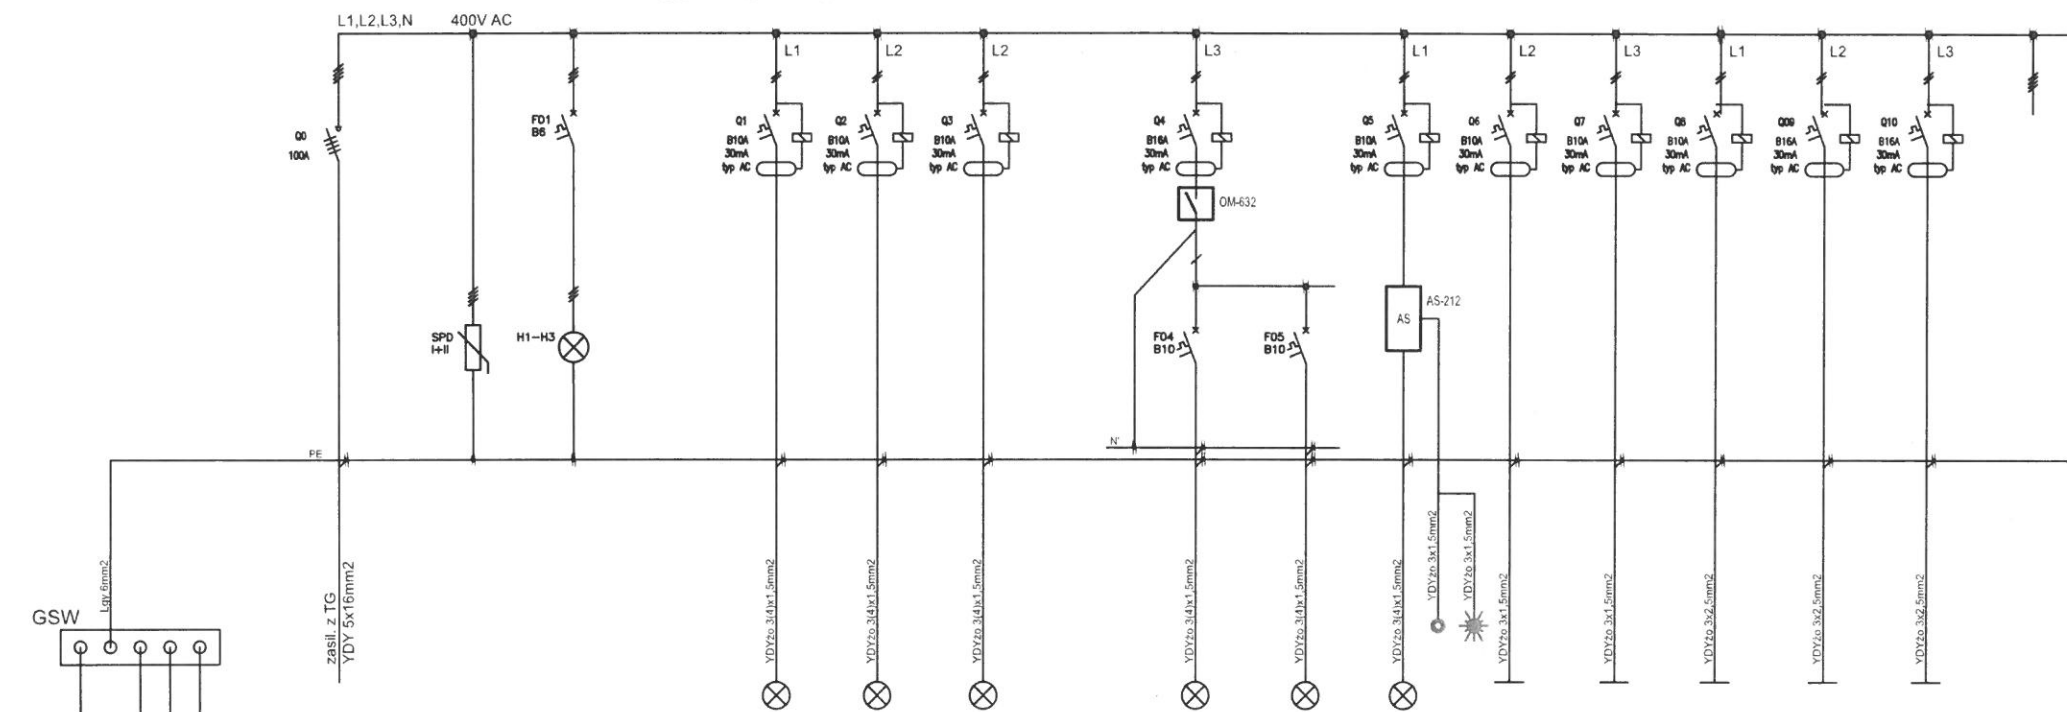 L1,L2,L3,N 400V AC
L1
L2
L2
L3
L1
L2
L3
L1
L2
L3
Q0
100A
FD1
B6
Q1
B10A
30mA
typ AC
Q2
B10A
30mA
typ AC
Q3
B10A
30mA
typ AC
Q4
B16A
30mA
typ AC
Q5
B10A
30mA
typ AC
Q6
B10A
30mA
typ AC
Q7
B10A
30mA
typ AC
Q8
B10A
30mA
typ AC
Q09
B16A
30mA
typ AC
Q10
B16A
30mA
typ AC
OM-632
SPD
I+II
H1-H3
F04
B10
F05
B10
AS-212
AS
N'
PE
Lgy 6mm2
GSW
zasil. z TG
YDY 5x16mm2
YDYżo 3(4)x1,5mm2
YDYżo 3(4)x1,5mm2
YDYżo 3(4)x1,5mm2
YDYżo 3(4)x1,5mm2
YDYżo 3(4)x1,5mm2
YDYżo 3(4)x1,5mm2
YDYżo 3x1,5mm2
YDYżo 3x1,5mm2
YDYżo 3x1,5mm2
YDYżo 3x1,5mm2
YDYżo 3x2,5mm2
YDYżo 3x2,5mm2
YDYżo 3x2,5mm2